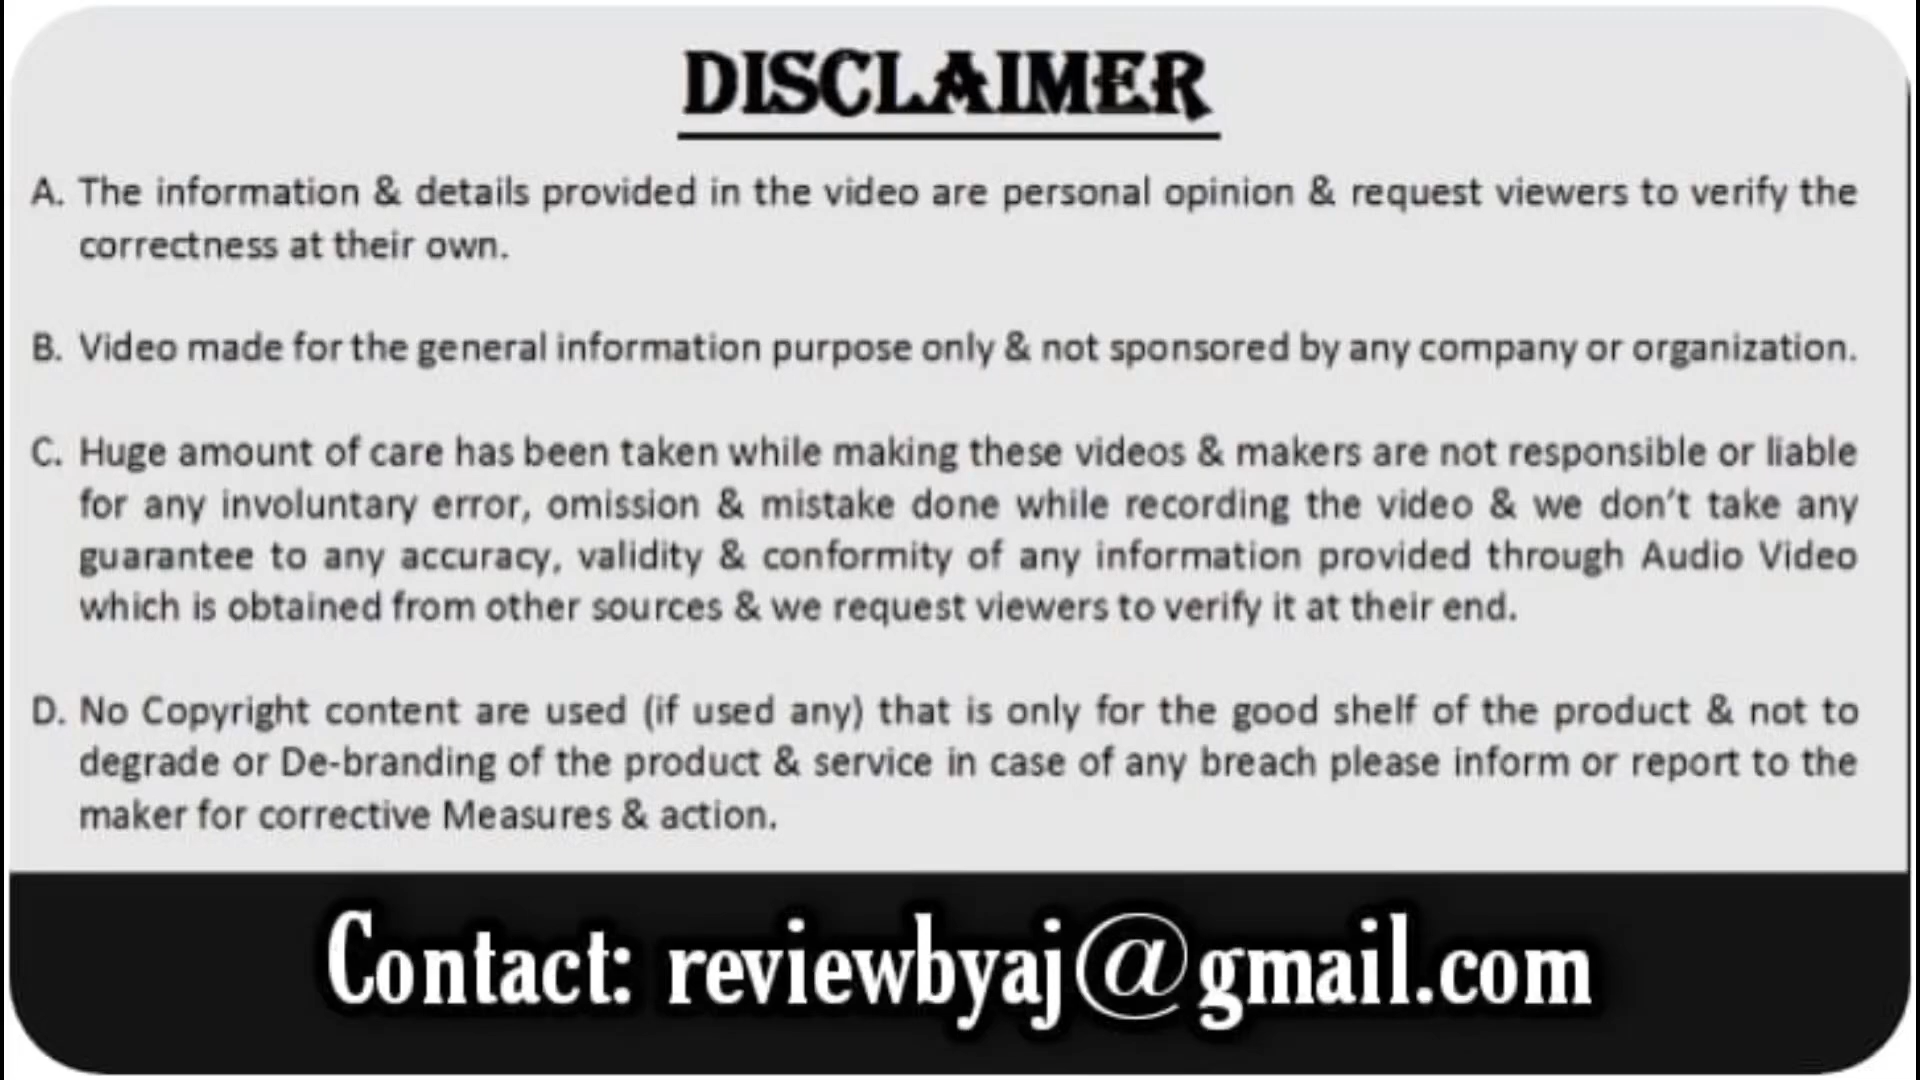 DISCLAIMER
A. The information & details provided in the video are personal opinion & request viewers to verify the
correctness at their own.
B. Video made for the general information purpose only & not sponsored by any company or organization.
C. Huge amount of care has been taken while making these videos & makers are not responsible or liable
for any involuntary error, omission & mistake done while recording the video & we don't take any
guarantee to any accuracy, validity & conformity of any information provided through Audio Video
which is obtained from other sources & we request viewers to verify it at their end.
D. No Copyright content are used (if used any) that is only for the good shelf of the product & not to
degrade or De-branding of the product & service in case of any breach please inform or report to the
maker for corrective Measures & action.
Contact: reviewbyaj@gmail.com